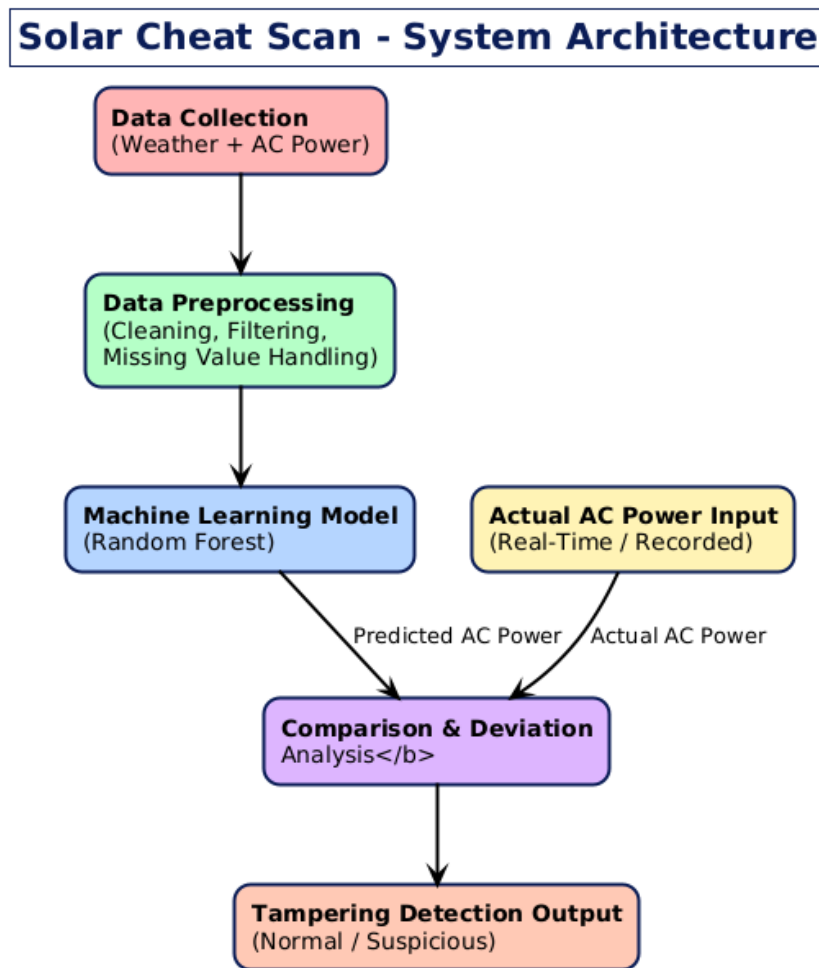 Solar Cheat Scan - System Architecture
Data Collection
(Weather + AC Power)
Data Preprocessing
(Cleaning, Filtering,
Missing Value Handling)
Machine Learning Model
(Random Forest)
Actual AC Power Input
(Real-Time / Recorded)
Predicted AC Power
Actual AC Power
Comparison & Deviation
Analysis</b>
Tampering Detection Output
(Normal / Suspicious)